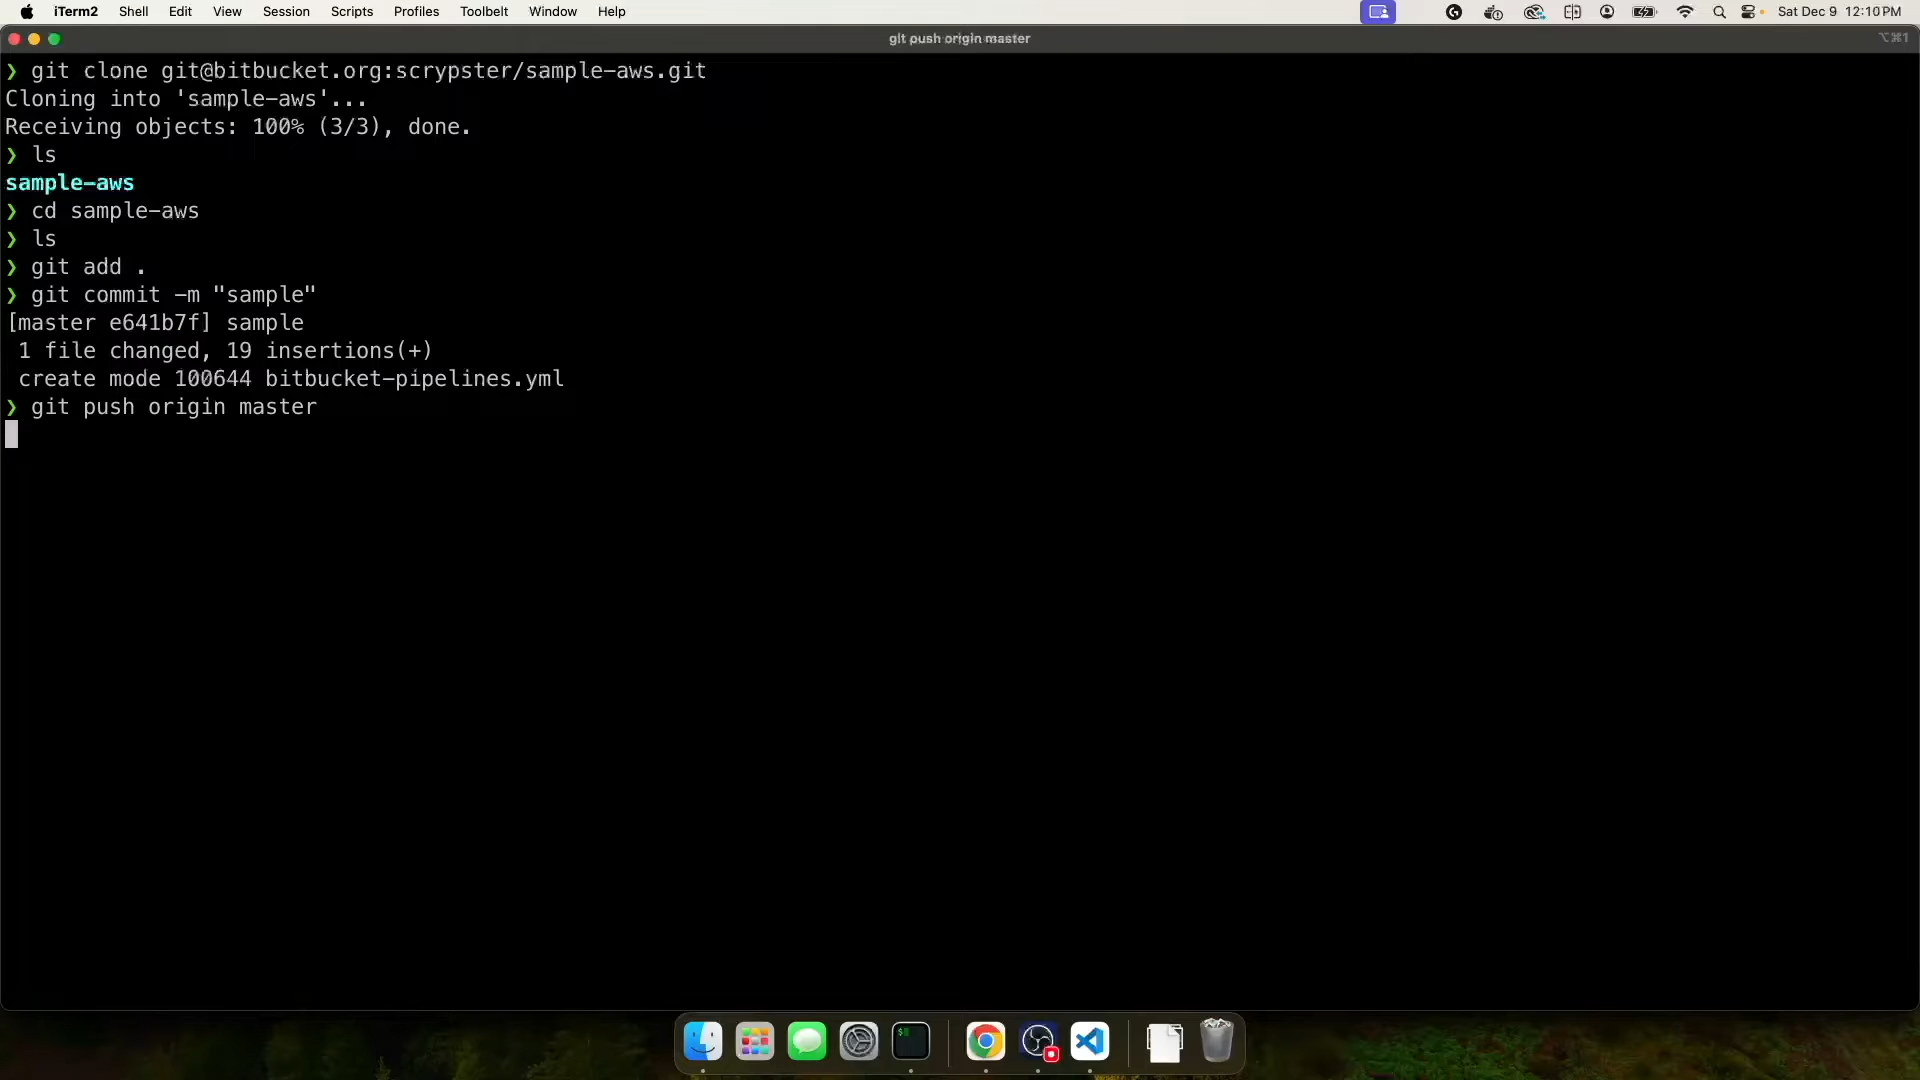 iTerm2 Shell Edit View Session Scripts Profiles Toolbelt Window Help Sat Dec 9 12:10 PM
git push origin master ⌥⌘1
❯ git clone git@bitbucket.org:scrypster/sample-aws.git
Cloning into 'sample-aws'...
Receiving objects: 100% (3/3), done.
❯ ls
sample-aws
❯ cd sample-aws
❯ ls
❯ git add .
❯ git commit -m "sample"
[master e641b7f] sample
1 file changed, 19 insertions(+)
create mode 100644 bitbucket-pipelines.yml
❯ git push origin master